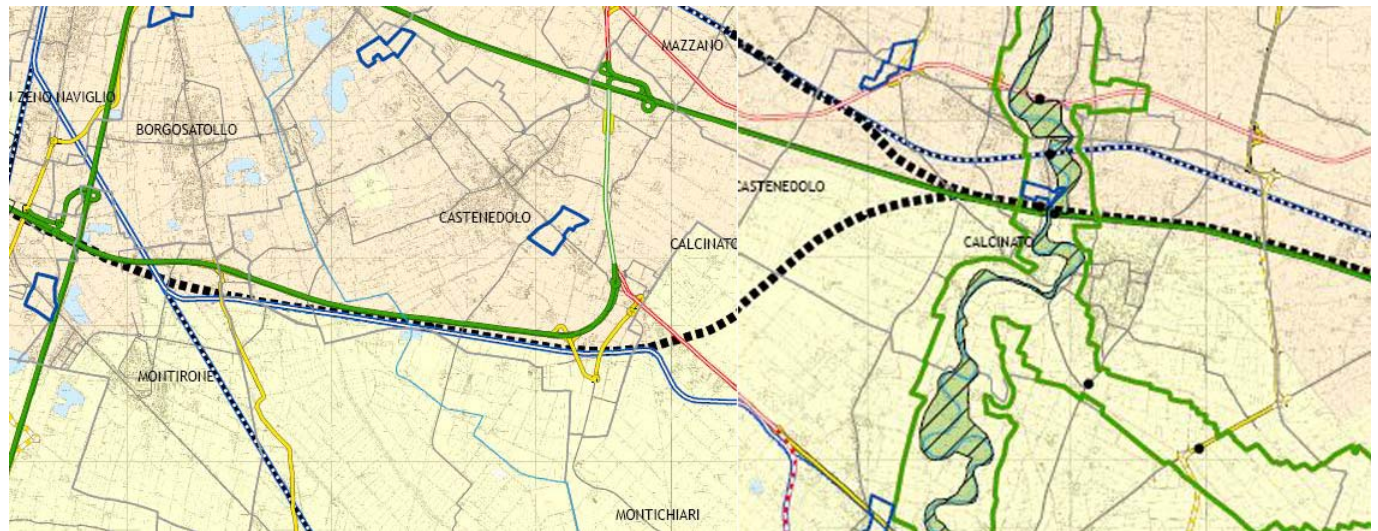 MAZZANO
N ZENO NAVIGLIO
BORGOSATOLLO
CASTENEDOLO
CALCINATO
MONTIRONE
MONTICHIARI
CASTENEDOLO
CALCINATO